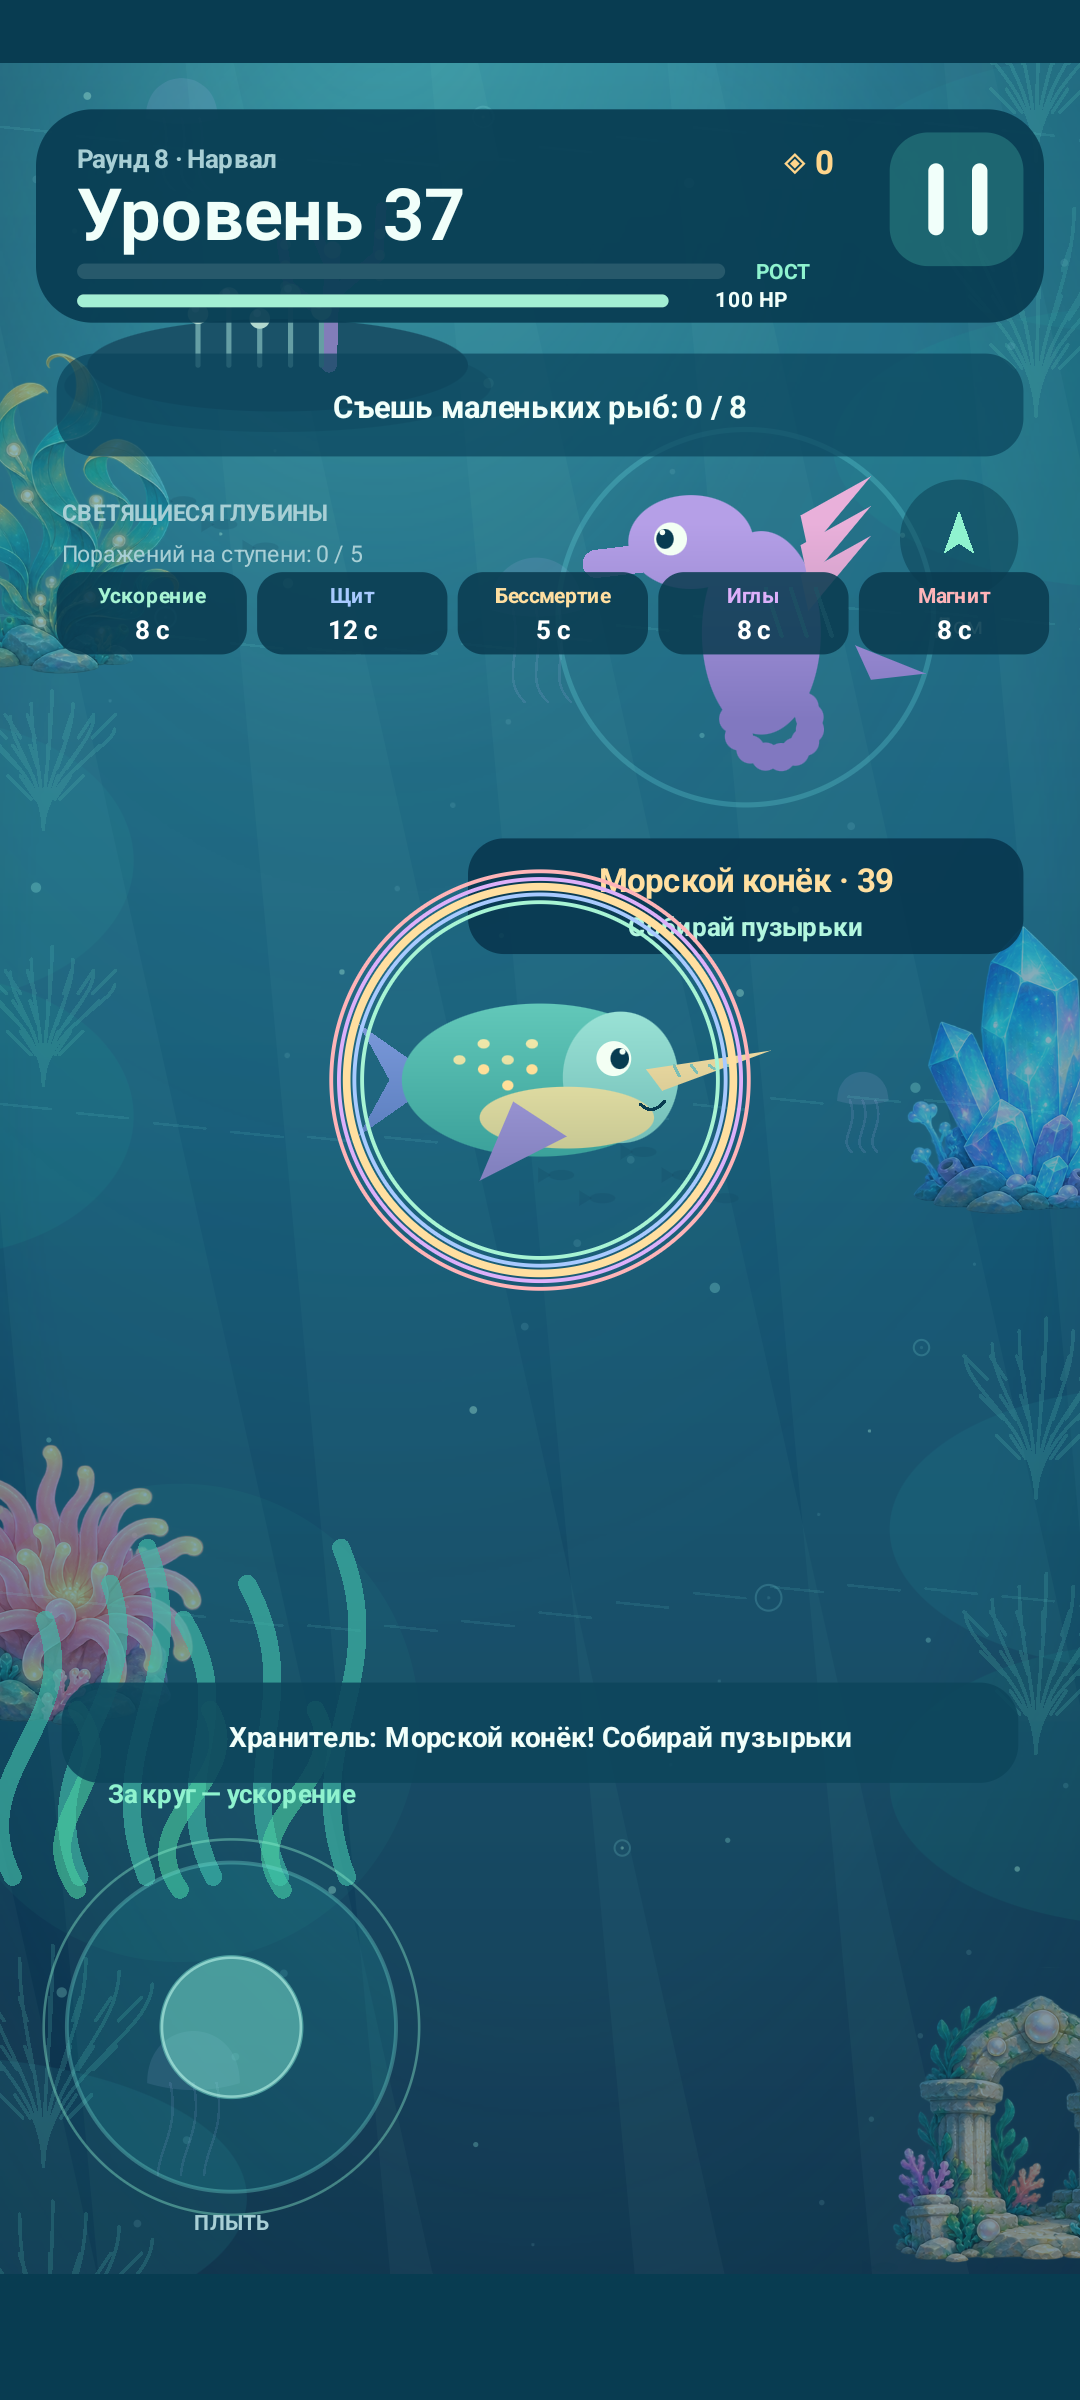 Раунд 8 · Нарвал
0
Уровень 37
РОСТ
100 HP
Съешь маленьких рыб: 0 / 8
СВЕТЯЩИЕСЯ ГЛУБИНЫ
Поражений на ступени: 0 / 5
Ускорение
8 с
Щит
12 с
Бессмертие
5 с
Иглы
8 с
Магнит
8 с
Морской конёк · 39
Собирай пузырьки
Хранитель: Морской конёк! Собирай пузырьки
За круг — ускорение
ПЛЫТЬ